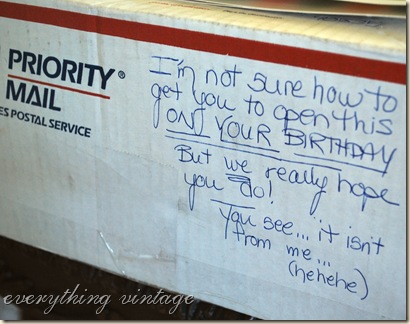 PRIORITY®
MAIL
ES POSTAL SERVICE
I'm not sure how to
get you to open this
ON YOUR BIRTHDAY
But we really hope
you do!
You see... it isn't
from me...
(hehehe)
everything vintage